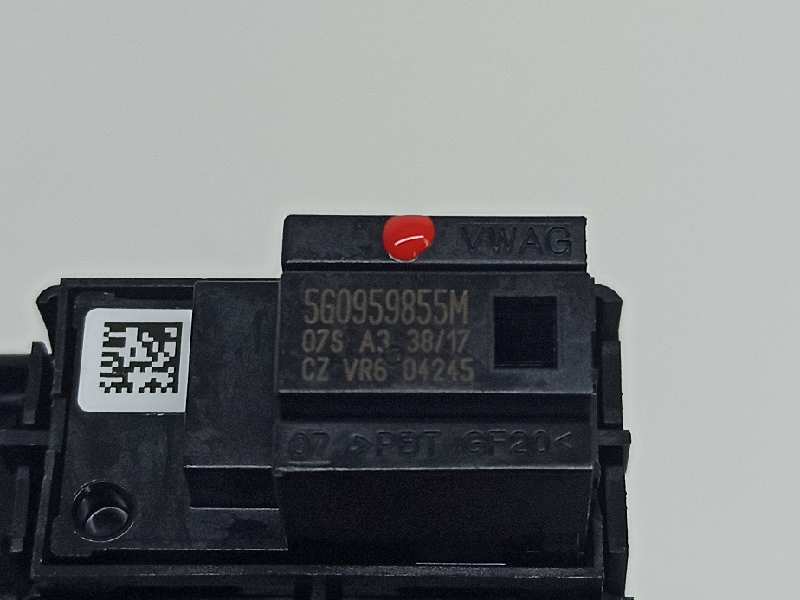 VWAG
5G0959855M
07S A3 38/17
CZ VR6 04245
07 >PBT GF20<